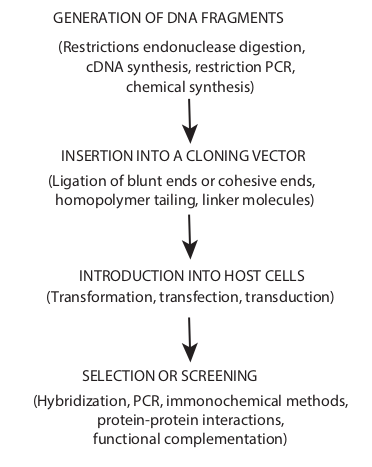 GENERATION OF DNA FRAGMENTS
(Restrictions endonuclease digestion,
cDNA synthesis, restriction PCR,
chemical synthesis)
INSERTION INTO A CLONING VECTOR
(Ligation of blunt ends or cohesive ends,
homopolymer tailing, linker molecules)
INTRODUCTION INTO HOST CELLS
(Transformation, transfection, transduction)
SELECTION OR SCREENING
(Hybridization, PCR, immonochemical methods,
protein-protein interactions,
functional complementation)